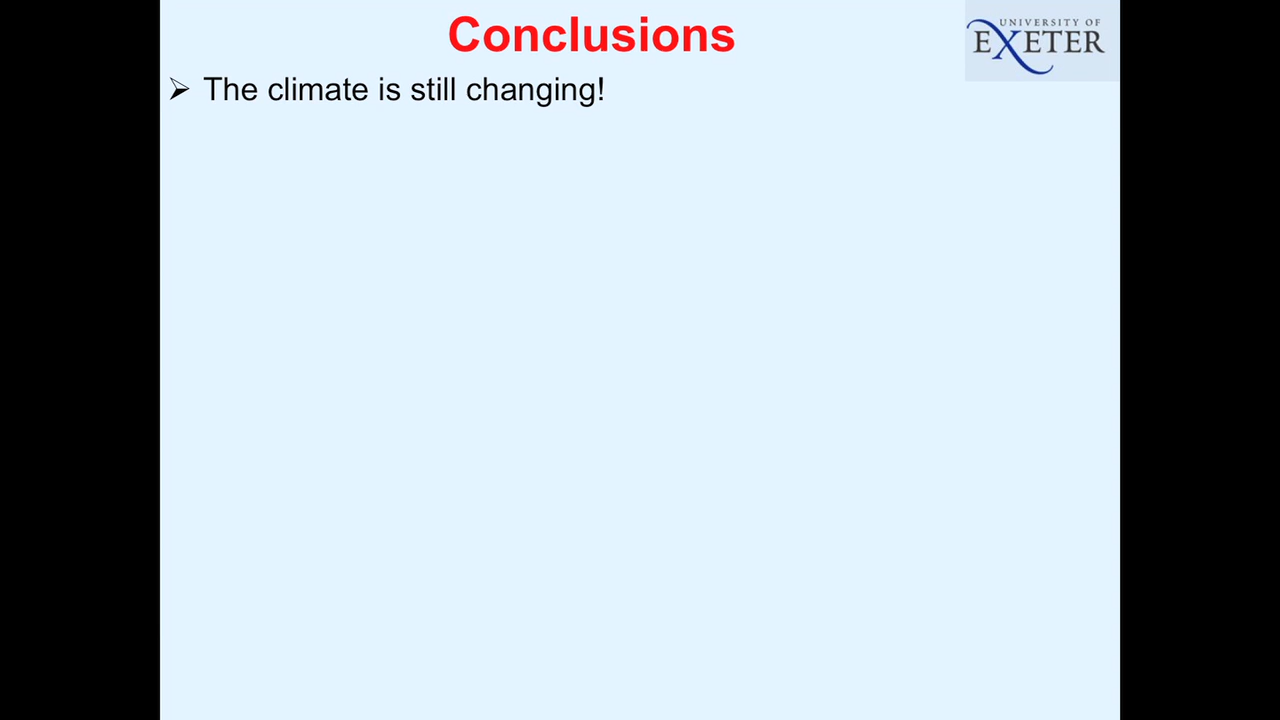 Conclusions
UNIVERSITY OF
EXETER
➢ The climate is still changing!